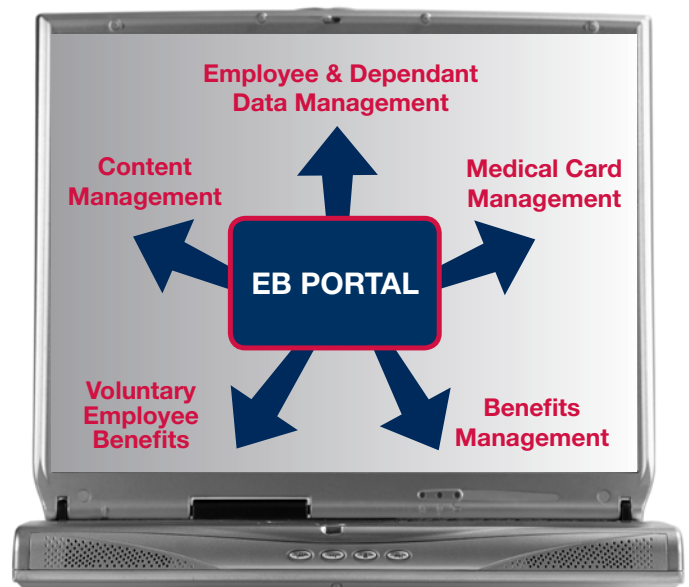 Employee & Dependant
Data Management
Content
Management
Medical Card
Management
EB PORTAL
Voluntary
Employee
Benefits
Benefits
Management